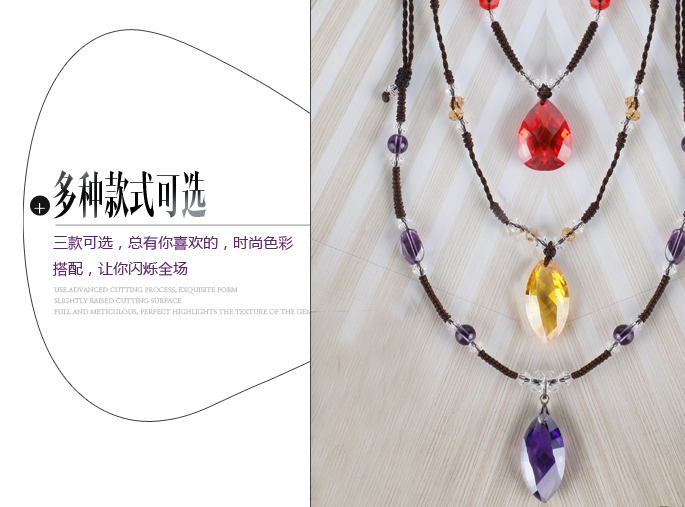 多种款式可选
三款可选，总有你喜欢的，时尚色彩
搭配，让你闪烁全场
USE ADVANCED CUTTING PROCESS, EXQUISITE FORM
SLIGHTLY RAISED CUTTING SURFACE
FULL AND METICULOUS, PERFECT HIGHLIGHTS THE TEXTURE OF THE GEM